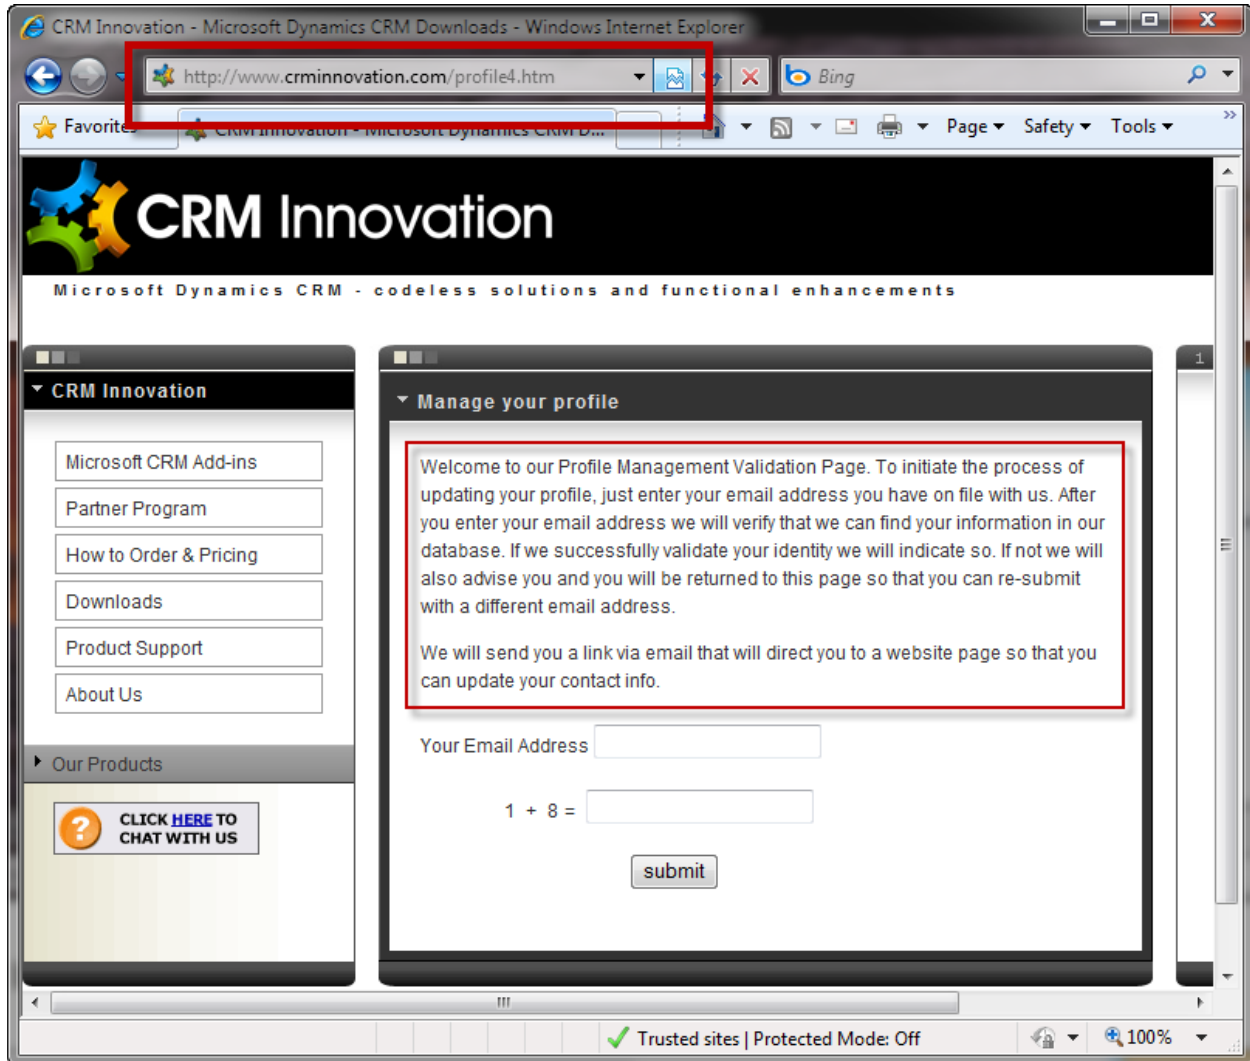 CRM Innovation - Microsoft Dynamics CRM Downloads - Windows Internet Explorer
http://www.crminnovation.com/profile4.htm
Bing
Favorites
CRM Innovation - Microsoft Dynamics CRM D...
Page
Safety
Tools
CRM Innovation
Microsoft Dynamics CRM - codeless solutions and functional enhancements
1
CRM Innovation
Microsoft CRM Add-ins
Partner Program
How to Order & Pricing
Downloads
Product Support
About Us
Our Products
CLICK HERE TO
CHAT WITH US
Manage your profile
Welcome to our Profile Management Validation Page. To initiate the process of
updating your profile, just enter your email address you have on file with us. After
you enter your email address we will verify that we can find your information in our
database. If we successfully validate your identity we will indicate so. If not we will
also advise you and you will be returned to this page so that you can re-submit
with a different email address.
We will send you a link via email that will direct you to a website page so that you
can update your contact info.
Your Email Address
1 + 8 =
submit
Trusted sites | Protected Mode: Off
100%